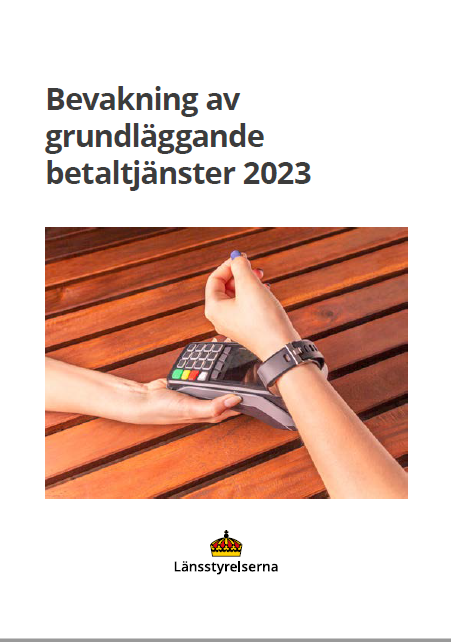 Bevakning av
grundläggande
betaltjänster 2023
Länsstyrelserna